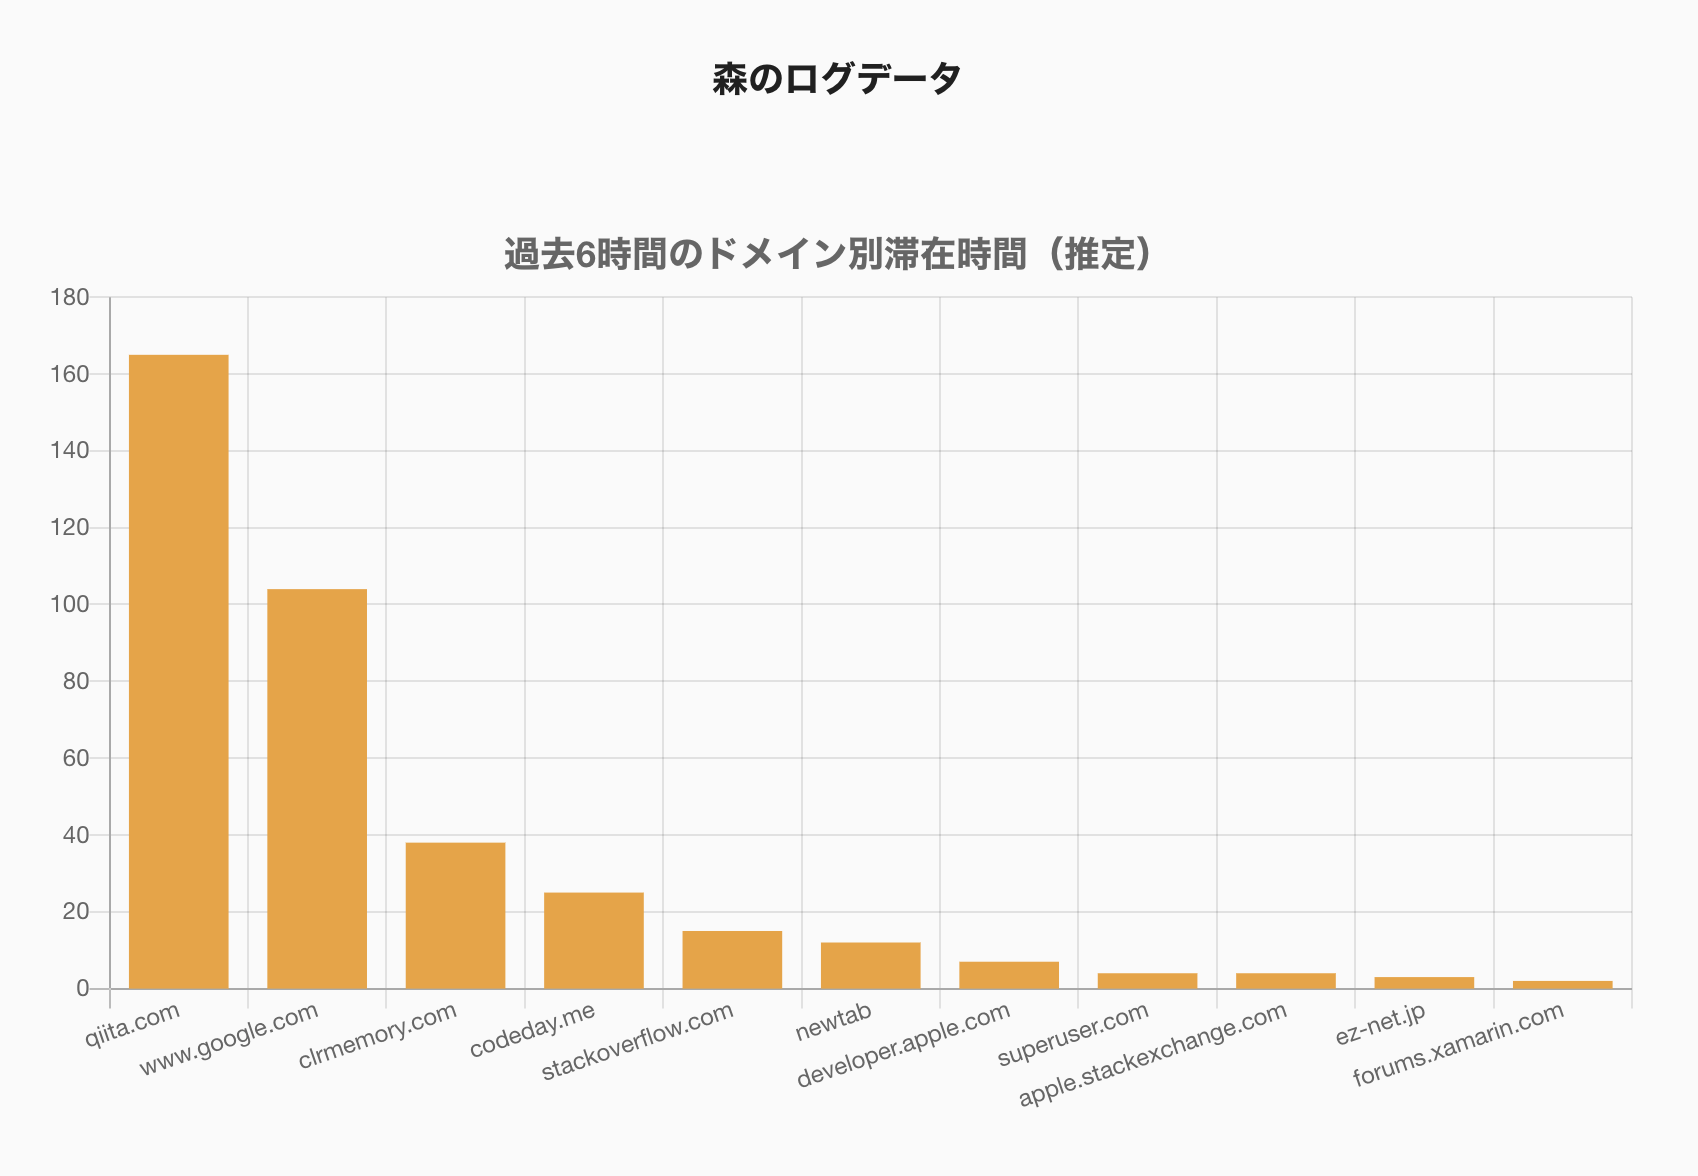 森のログデータ
過去6時間のドメイン別滞在時間（推定）
180
160
140
120
100
80
60
40
20
0
qiita.com
www.google.com
clrmemory.com
codeday.me
stackoverflow.com
newtab
developer.apple.com
superuser.com
apple.stackexchange.com
ez-net.jp
forums.xamarin.com